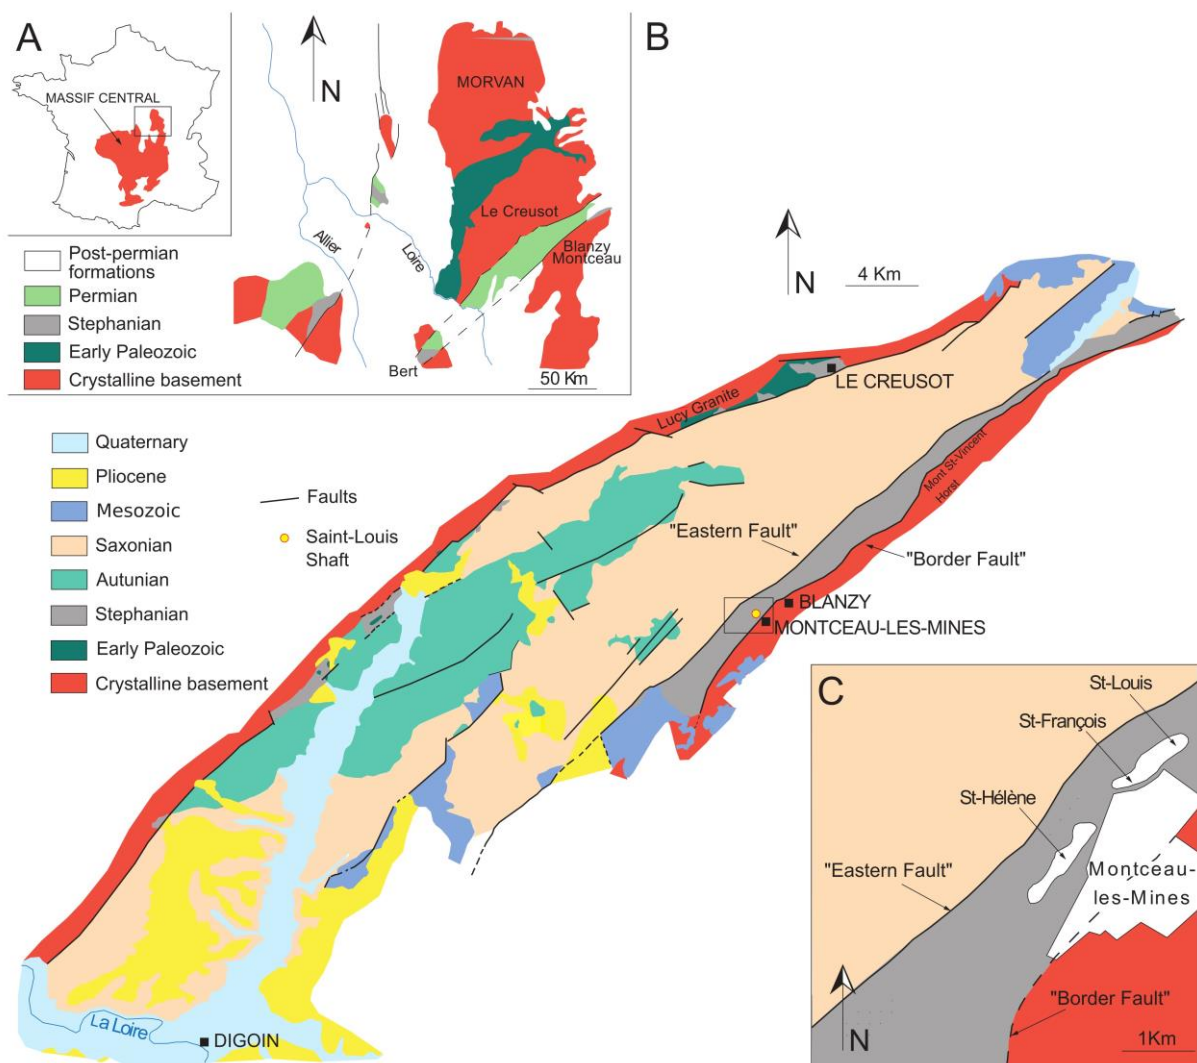 A
MASSIF CENTRAL
N
MORVAN
Le Creusot
Blanzy
Montceau
Allier
Loire
Bert
50 Km
Post-permian
formations
Permian
Stephanian
Early Paleozoic
Crystalline basement
B
N
4 Km
Quaternary
Pliocene
Mesozoic
Saxonian
Autunian
Stephanian
Early Paleozoic
Crystalline basement
Faults
Saint-Louis
Shaft
Lucy Granite
LE CREUSOT
Mont St-Vincent
Horst
"Eastern Fault"
"Border Fault"
BLANZY
MONTCEAU-LES-MINES
La Loire
DIGOIN
C
St-Louis
St-François
St-Hélène
"Eastern Fault"
Montceau-
les-Mines
"Border Fault"
N
1Km